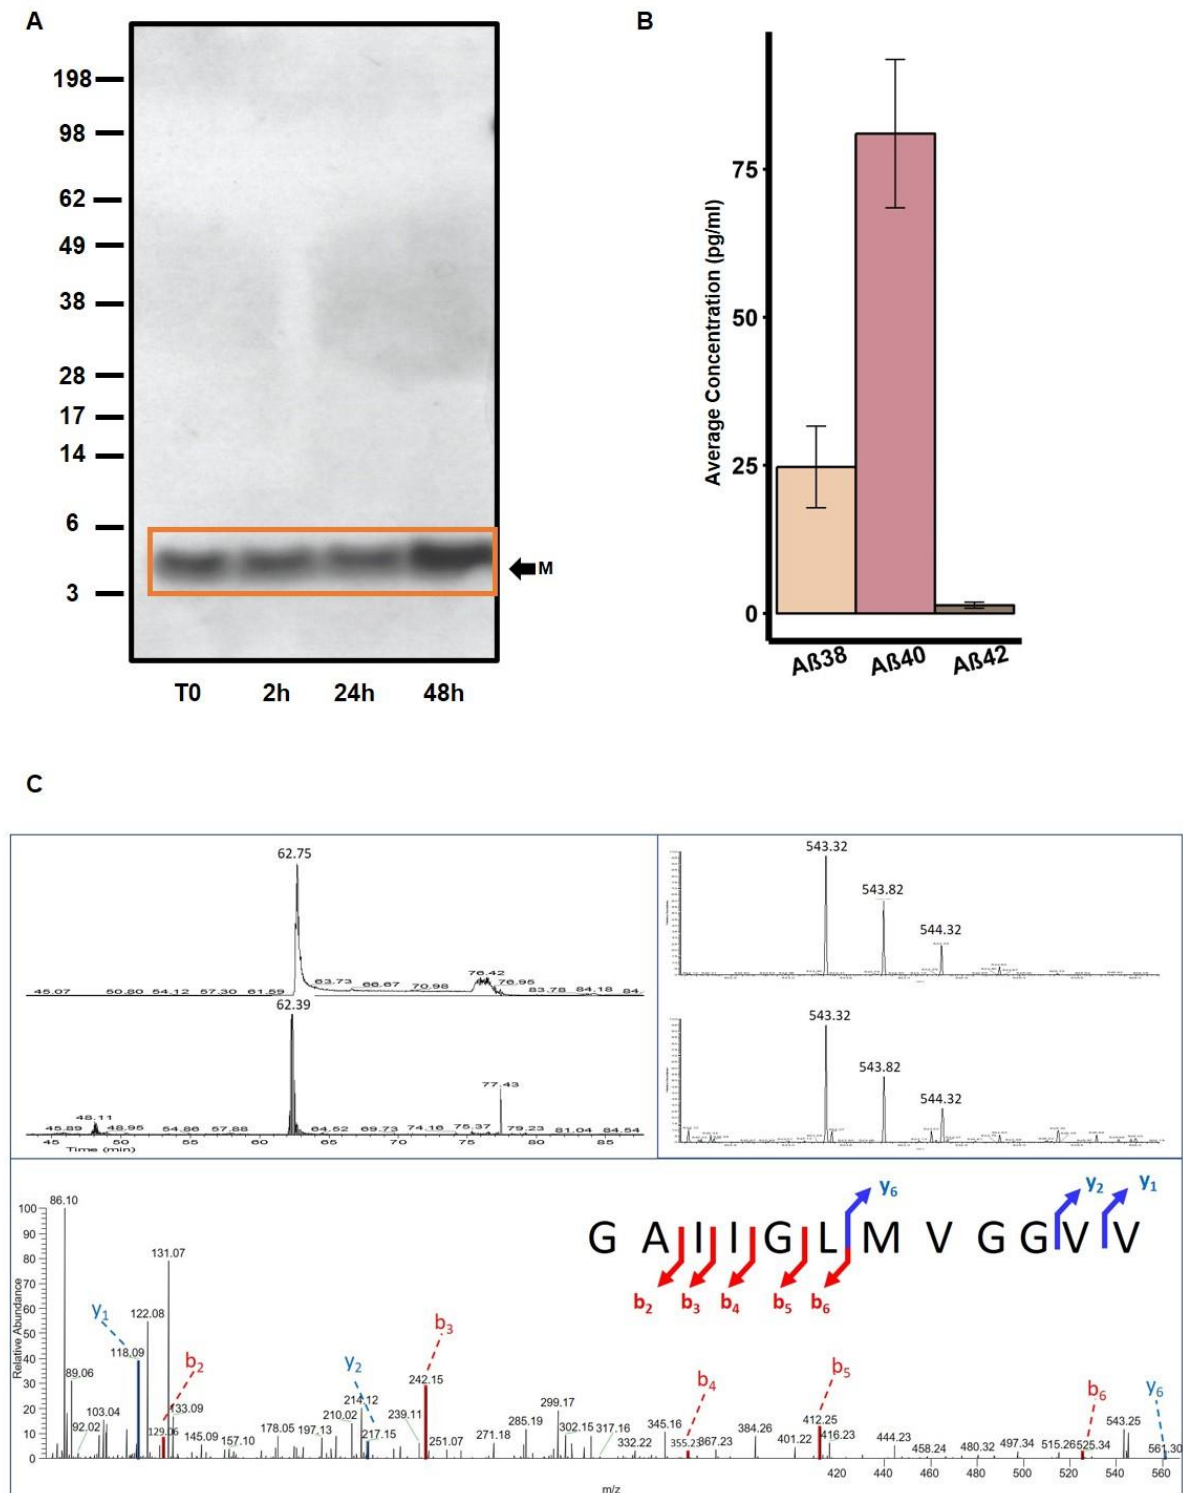 A
198
98
62
49
38
28
17
14
6
3
M
T0 2h 24h 48h
B
Average Concentration (pg/ml)
75
50
25
0
Aß38 Aß40 Aß42
C
62.75
63.73 66.67 70.98 76.42 76.95 83.78 84.18 84.
45.07 50.80 54.12 57.30 61.59
62.39
77.43
48.11
45.89 48.95 54.86 57.88 64.52 69.73 74.16 75.37 79.23 81.04 84.54
45 50 55 60 65 70 75 80 85
Time (min)
543.32
543.82
544.32
543.32
543.82
544.32
G A I I G L M V G G V V
y6 y2 y1
b2 b3 b4 b5 b6
Relative Abundance
100
90
80
70
60
50
40
30
20
10
0
86.10
131.07
122.08
y1
118.09
89.06
b2
103.04
92.02
129.06
133.09
145.09
157.10
178.05
197.13
210.02
214.12
y2
217.15
239.11
b3
242.15
251.07
271.18
285.19
299.17
302.15
317.16
332.22
345.16
b4
355.23
367.23
384.26
401.22
b5
412.25
416.23
444.23
458.24
480.32
497.34
515.26
b6
525.34
543.25
y6
561.30
420 440 460 480 500 520 540 560
m/z